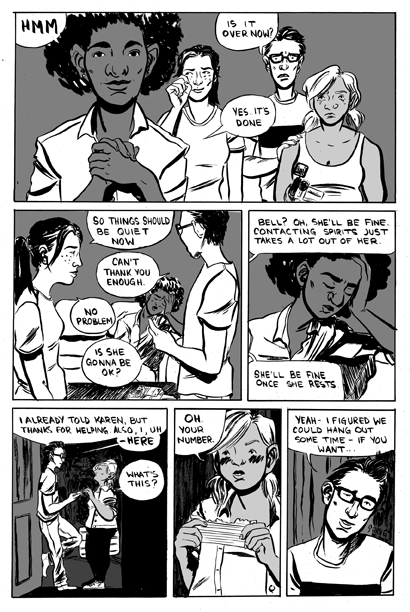 HMM
IS IT
OVER NOW?
YES. IT'S
DONE
SO THINGS SHOULD
BE QUIET
NOW
CAN'T
THANK YOU
ENOUGH.
NO
PROBLEM
IS SHE
GONNA BE
OK?
BELL? OH, SHE'LL BE FINE.
CONTACTING SPIRITS JUST
TAKES A LOT OUT OF HER.
SHE'LL BE FINE
ONCE SHE RESTS
I ALREADY TOLD KAREN, BUT
THANKS FOR HELPING. ALSO, I, UH
-HERE
WHAT'S
THIS?
OH.
YOUR
NUMBER.
YEAH- I FIGURED WE
COULD HANG OUT
SOME TIME - IF YOU
WANT...